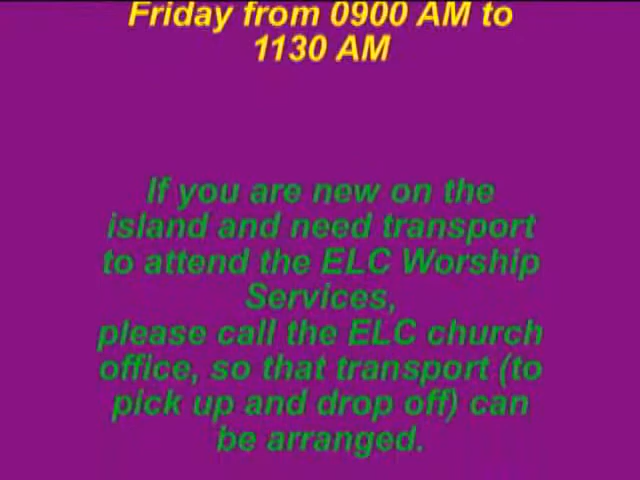 Friday from 0900 AM to
1130 AM
If you are new on the
island and need transport
to attend the ELC Worship
Services,
please call the ELC church
office, so that transport (to
pick up and drop off) can
be arranged.